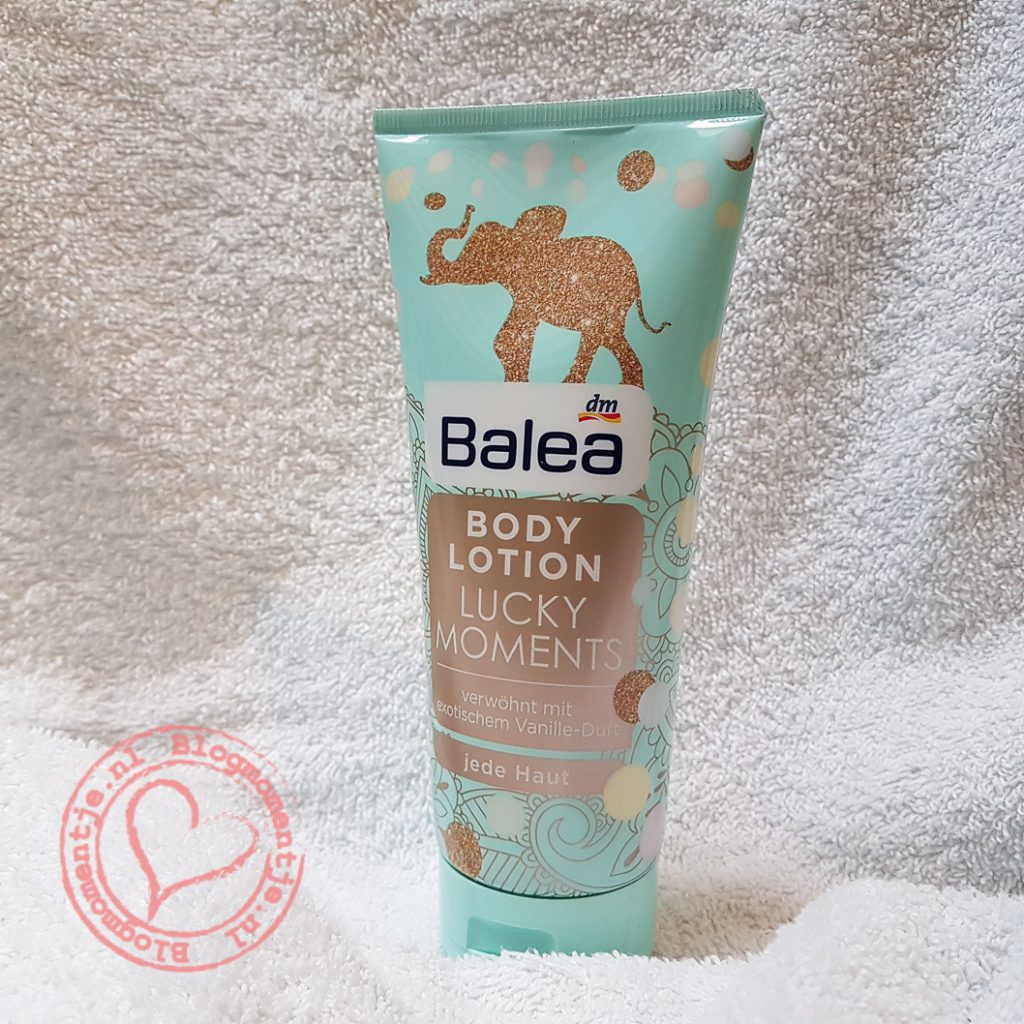 dm
Balea
BODY
LOTION
LUCKY
MOMENTS
verwöhnt mit
exotischem Vanille-Duft
jede Haut
Blogmomentje.nl Blogmomentje.nl